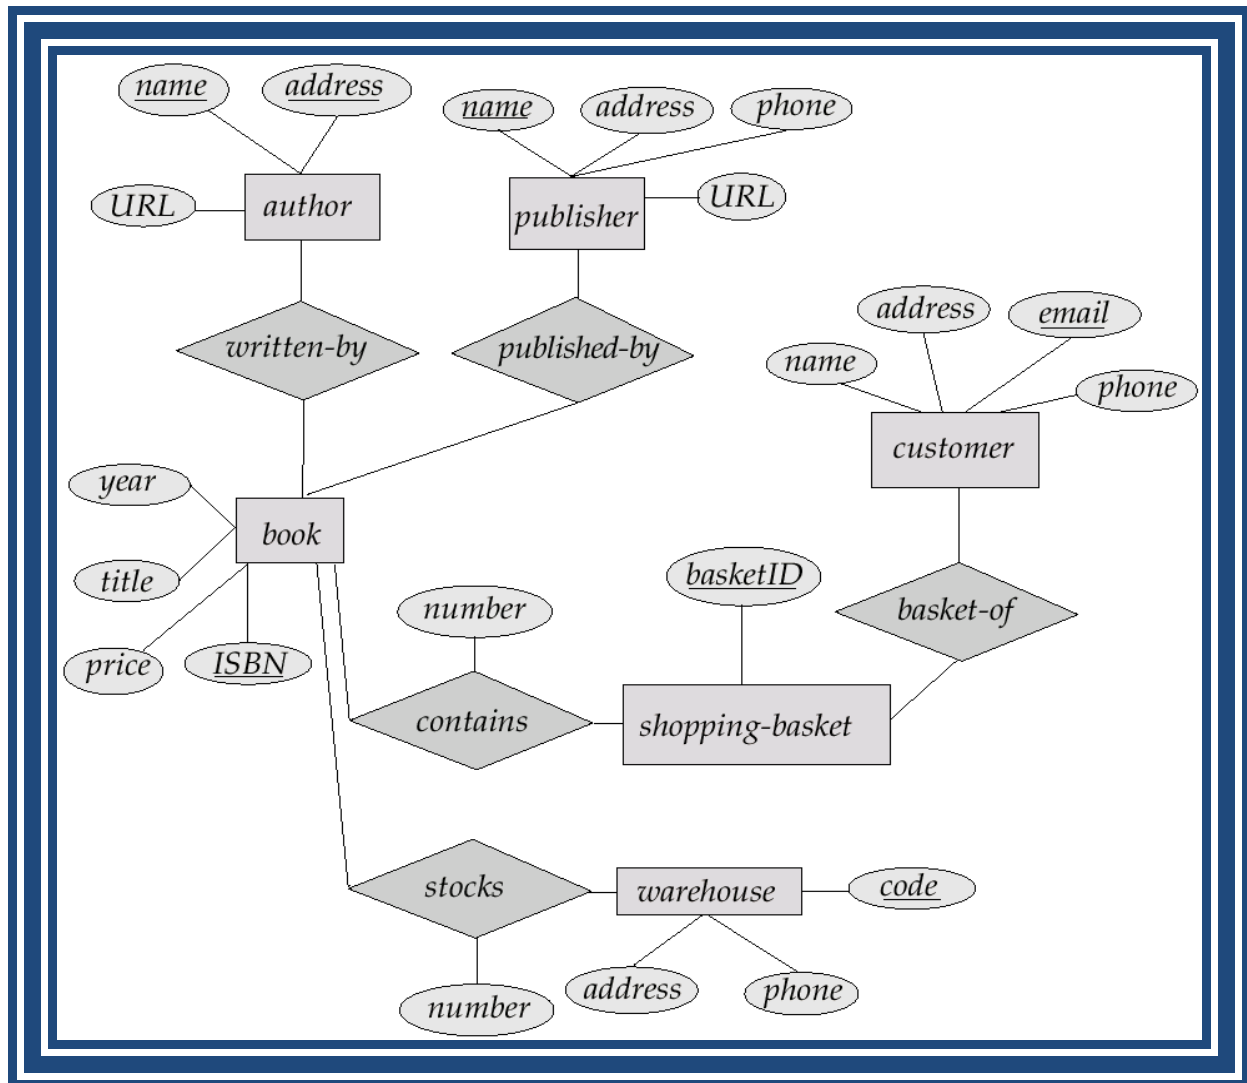 name
address
name
address
phone
URL
author
publisher
URL
written-by
published-by
address
email
name
phone
customer
year
book
title
price
ISBN
number
basketID
basket-of
contains
shopping-basket
stocks
warehouse
code
number
address
phone